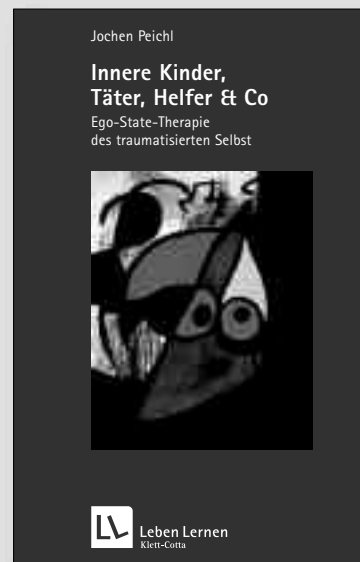 Jochen Peichl
Innere Kinder,
Täter, Helfer & Co
Ego-State-Therapie
des traumatisierten Selbst
Leben Lernen
Klett-Cotta